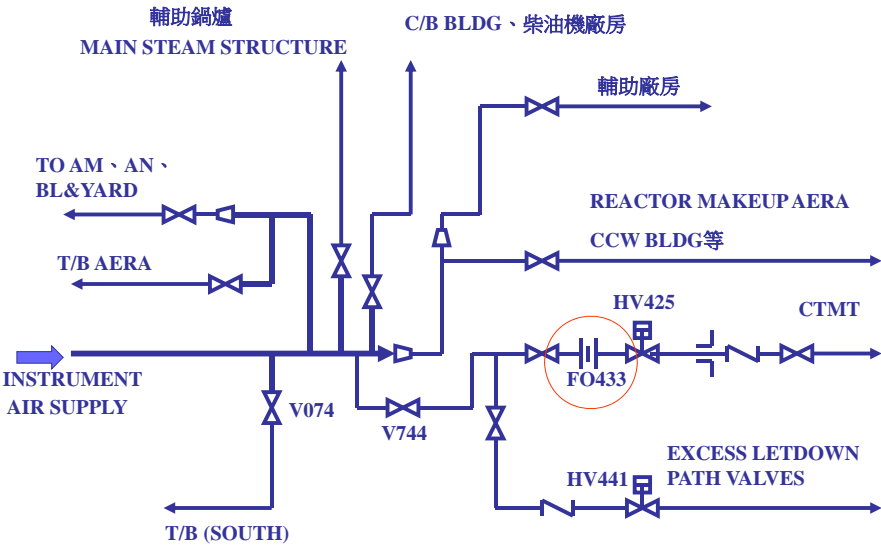 輔助鍋爐
MAIN STEAM STRUCTURE
C/B BLDG、柴油機廠房
輔助廠房
TO AM、AN、
BL&YARD
T/B AERA
REACTOR MAKEUP AERA
CCW BLDG等
HV425
CTMT
INSTRUMENT
AIR SUPPLY
FO433
V074
V744
HV441
EXCESS LETDOWN
PATH VALVES
T/B (SOUTH)